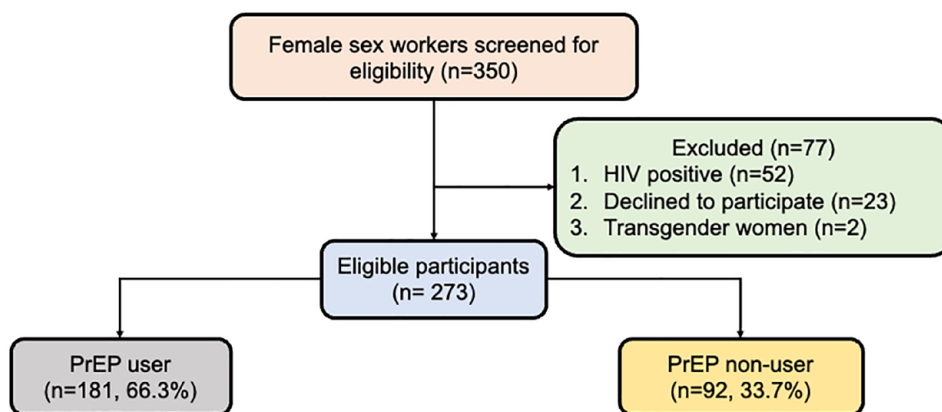 Female sex workers screened for
eligibility (n=350)
Excluded (n=77)
1. HIV positive (n=52)
2. Declined to participate (n=23)
3. Transgender women (n=2)
Eligible participants
(n= 273)
PrEP user
(n=181, 66.3%)
PrEP non-user
(n=92, 33.7%)